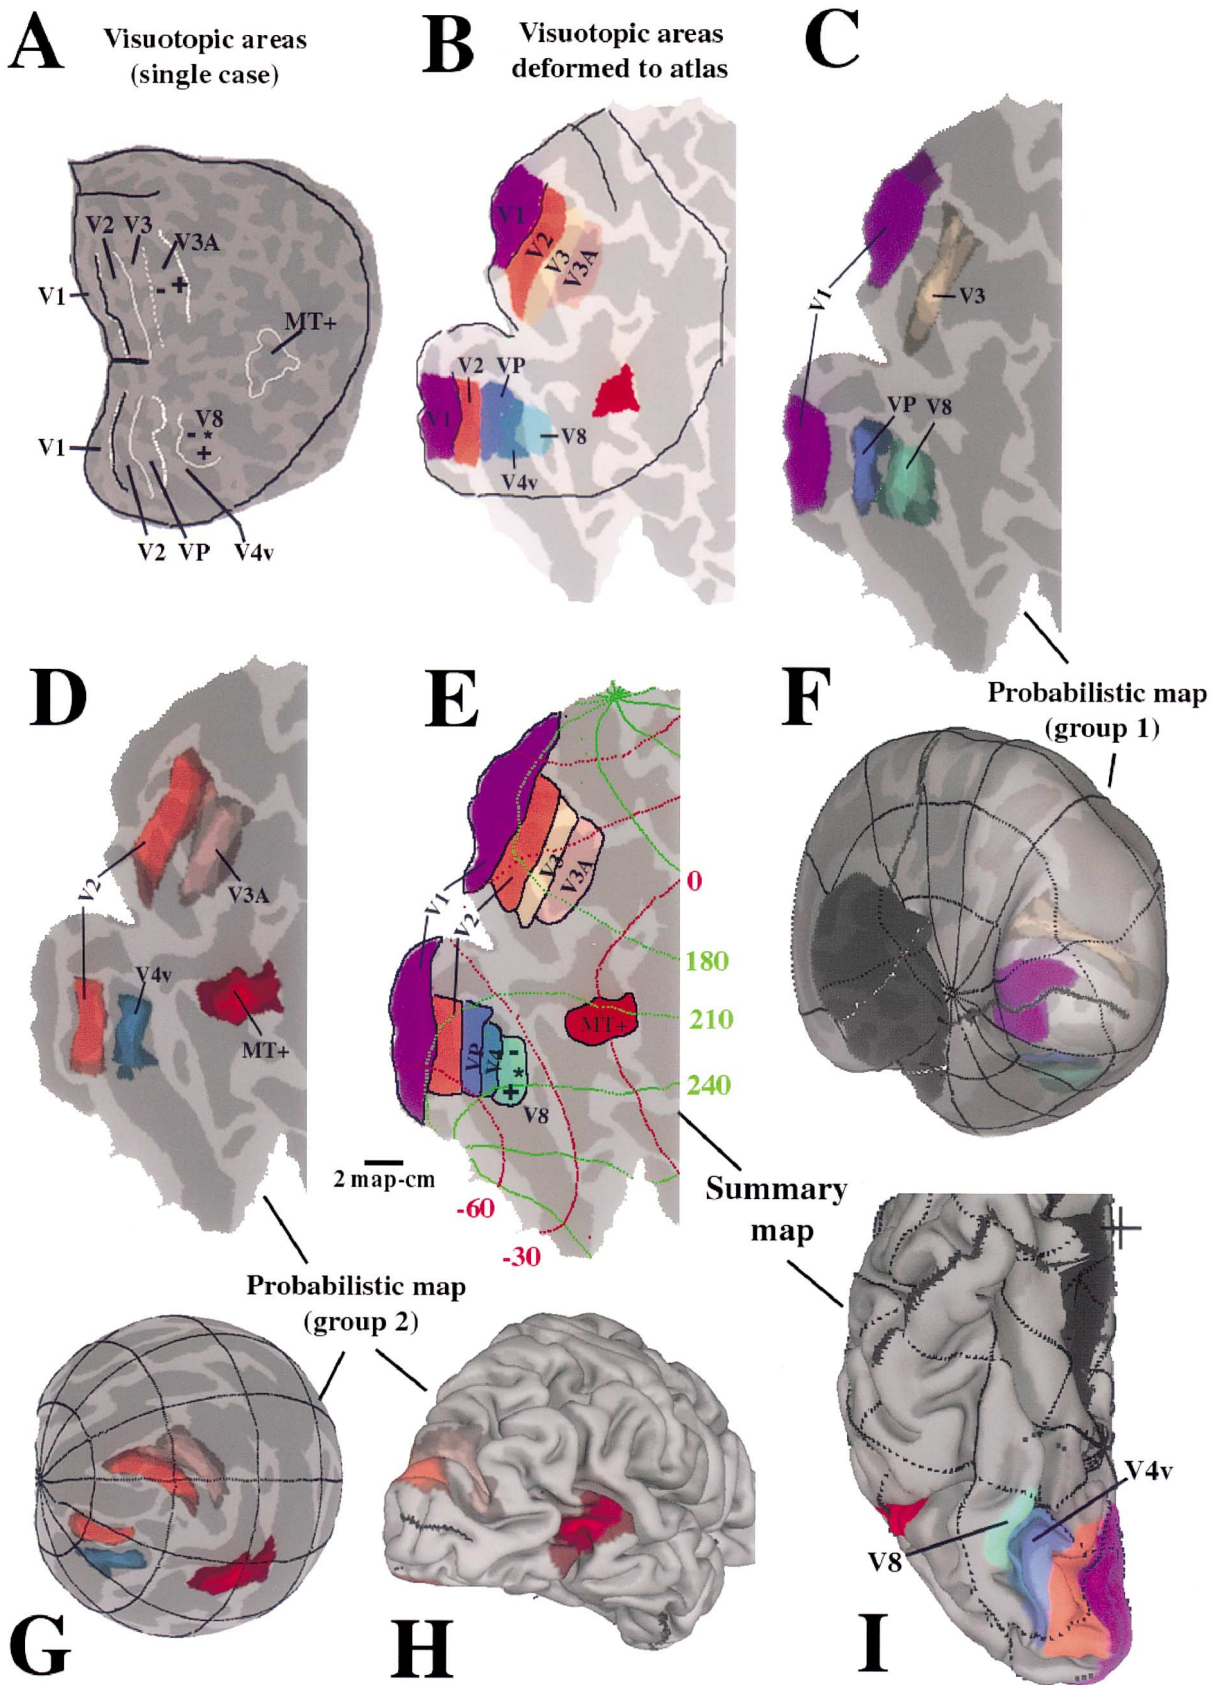 A
Visuotopic areas
(single case)
V2 V3
V3A
V1
- +
MT+
V8
- *
+
V1
V2 VP V4v
B
Visuotopic areas
deformed to atlas
V1
V2
V3
V3A
V2 VP
V1
V8
V4v
C
V1
V3
VP V8
Probabilistic map
(group 1)
D
V2
V3A
V4v
MT+
Probabilistic map
(group 2)
E
V1
V2
V3
V3A
0
180
210
240
MT+
VP
V4
-
*
+
V8
2 map-cm
-60
-30
Summary
map
F
G
H
I
V4v
V8